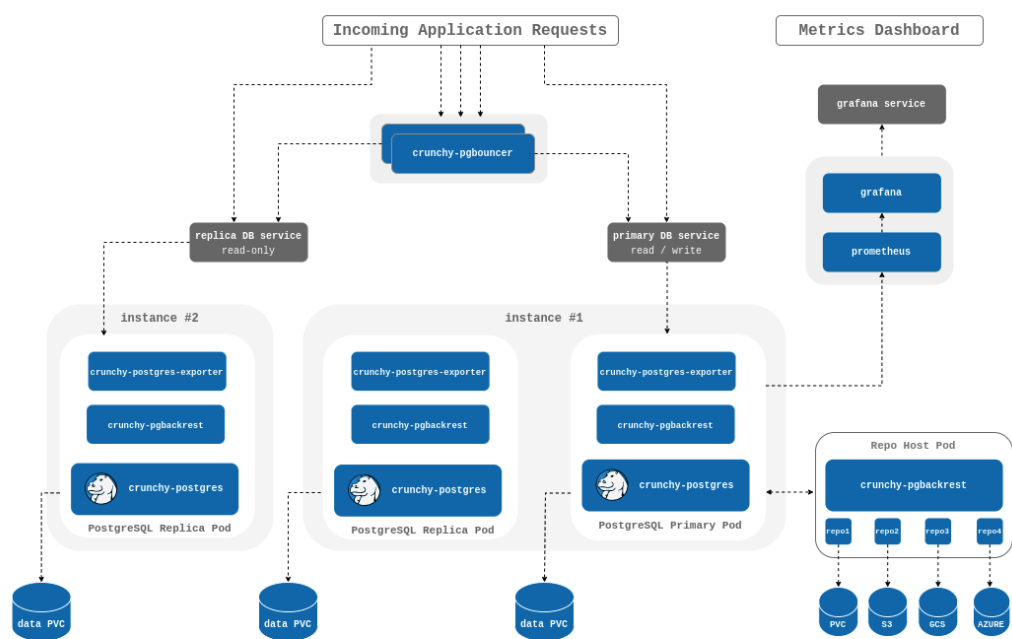 Incoming Application Requests
Metrics Dashboard
grafana service
crunchy-pgbouncer
grafana
replica DB service
read-only
primary DB service
read / write
prometheus
instance #2
instance #1
crunchy-postgres-exporter
crunchy-postgres-exporter
crunchy-postgres-exporter
crunchy-pgbackrest
crunchy-pgbackrest
crunchy-pgbackrest
crunchy-postgres
crunchy-postgres
crunchy-postgres
PostgreSQL Replica Pod
PostgreSQL Replica Pod
PostgreSQL Primary Pod
Repo Host Pod
crunchy-pgbackrest
repo1
repo2
repo3
repo4
data PVC
data PVC
data PVC
PVC
S3
GCS
AZURE